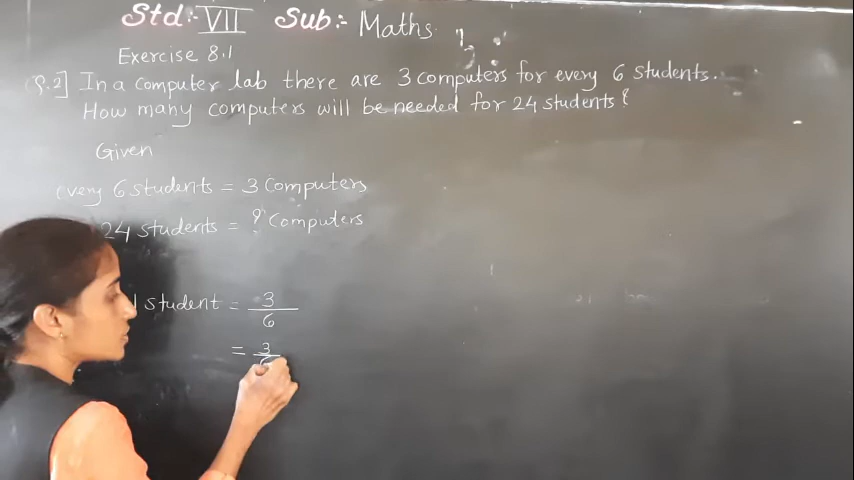 Std:- VII Sub:- Maths
Exercise 8.1
Q.2] In a computer lab there are 3 computers for every 6 students.
How many computers will be needed for 24 students?
Given
every 6 students = 3 Computers
24 students = ? Computers
1 student = 3/6
= 3/